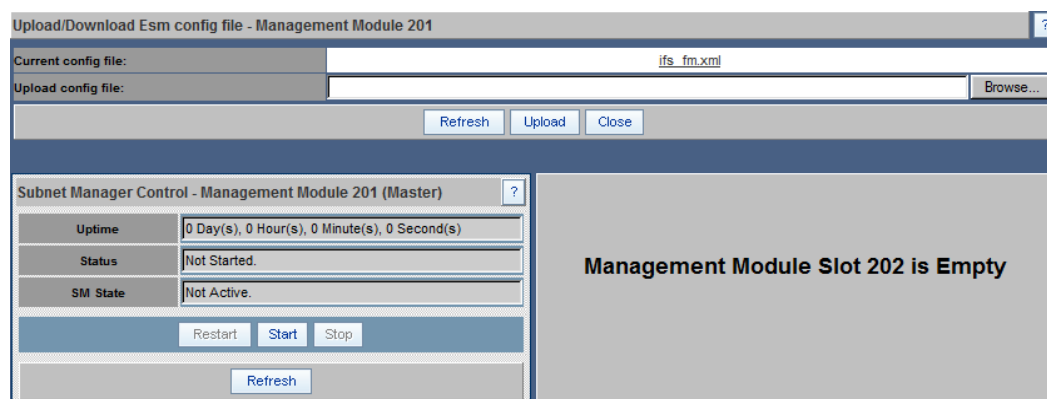 Upload/Download Esm config file - Management Module 201
?
Current config file:
ifs_fm.xml
Upload config file:
Browse...
Refresh Upload Close
Subnet Manager Control - Management Module 201 (Master)
?
Uptime
0 Day(s), 0 Hour(s), 0 Minute(s), 0 Second(s)
Status
Not Started.
SM State
Not Active.
Restart Start Stop
Refresh
Management Module Slot 202 is Empty